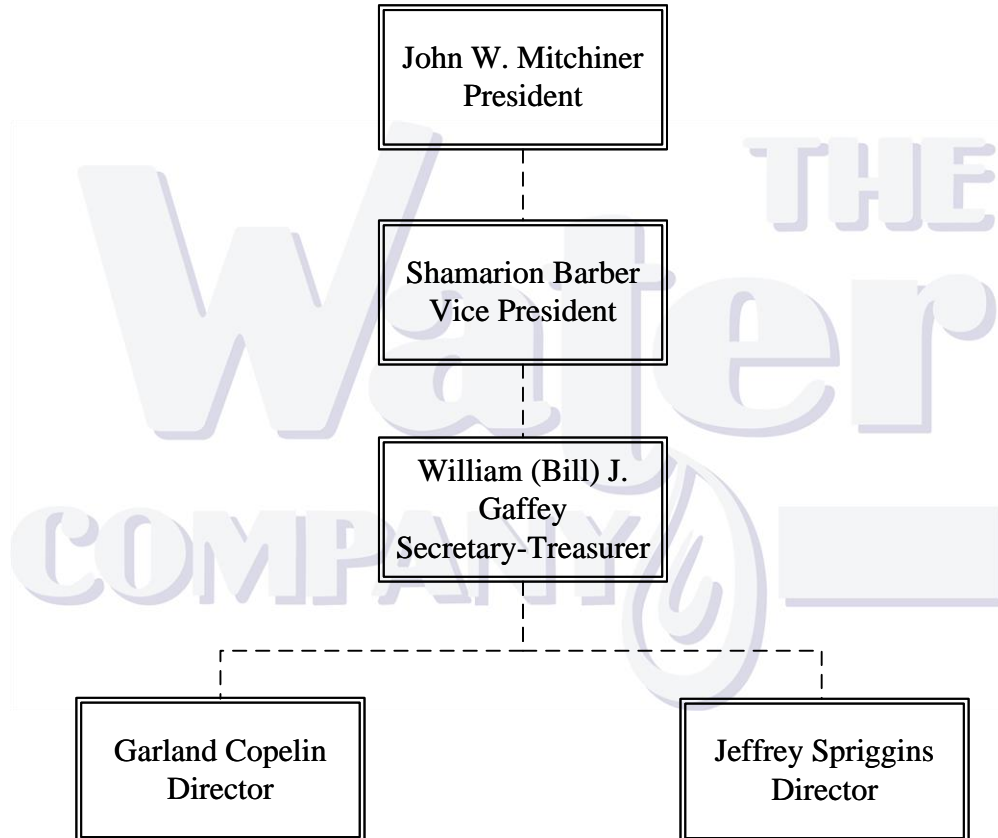 John W. Mitchiner
President
THE
Water
Shamarion Barber
Vice President
William (Bill) J.
Gaffey
Secretary-Treasurer
COMPANY
Garland Copelin
Director
Jeffrey Spriggins
Director